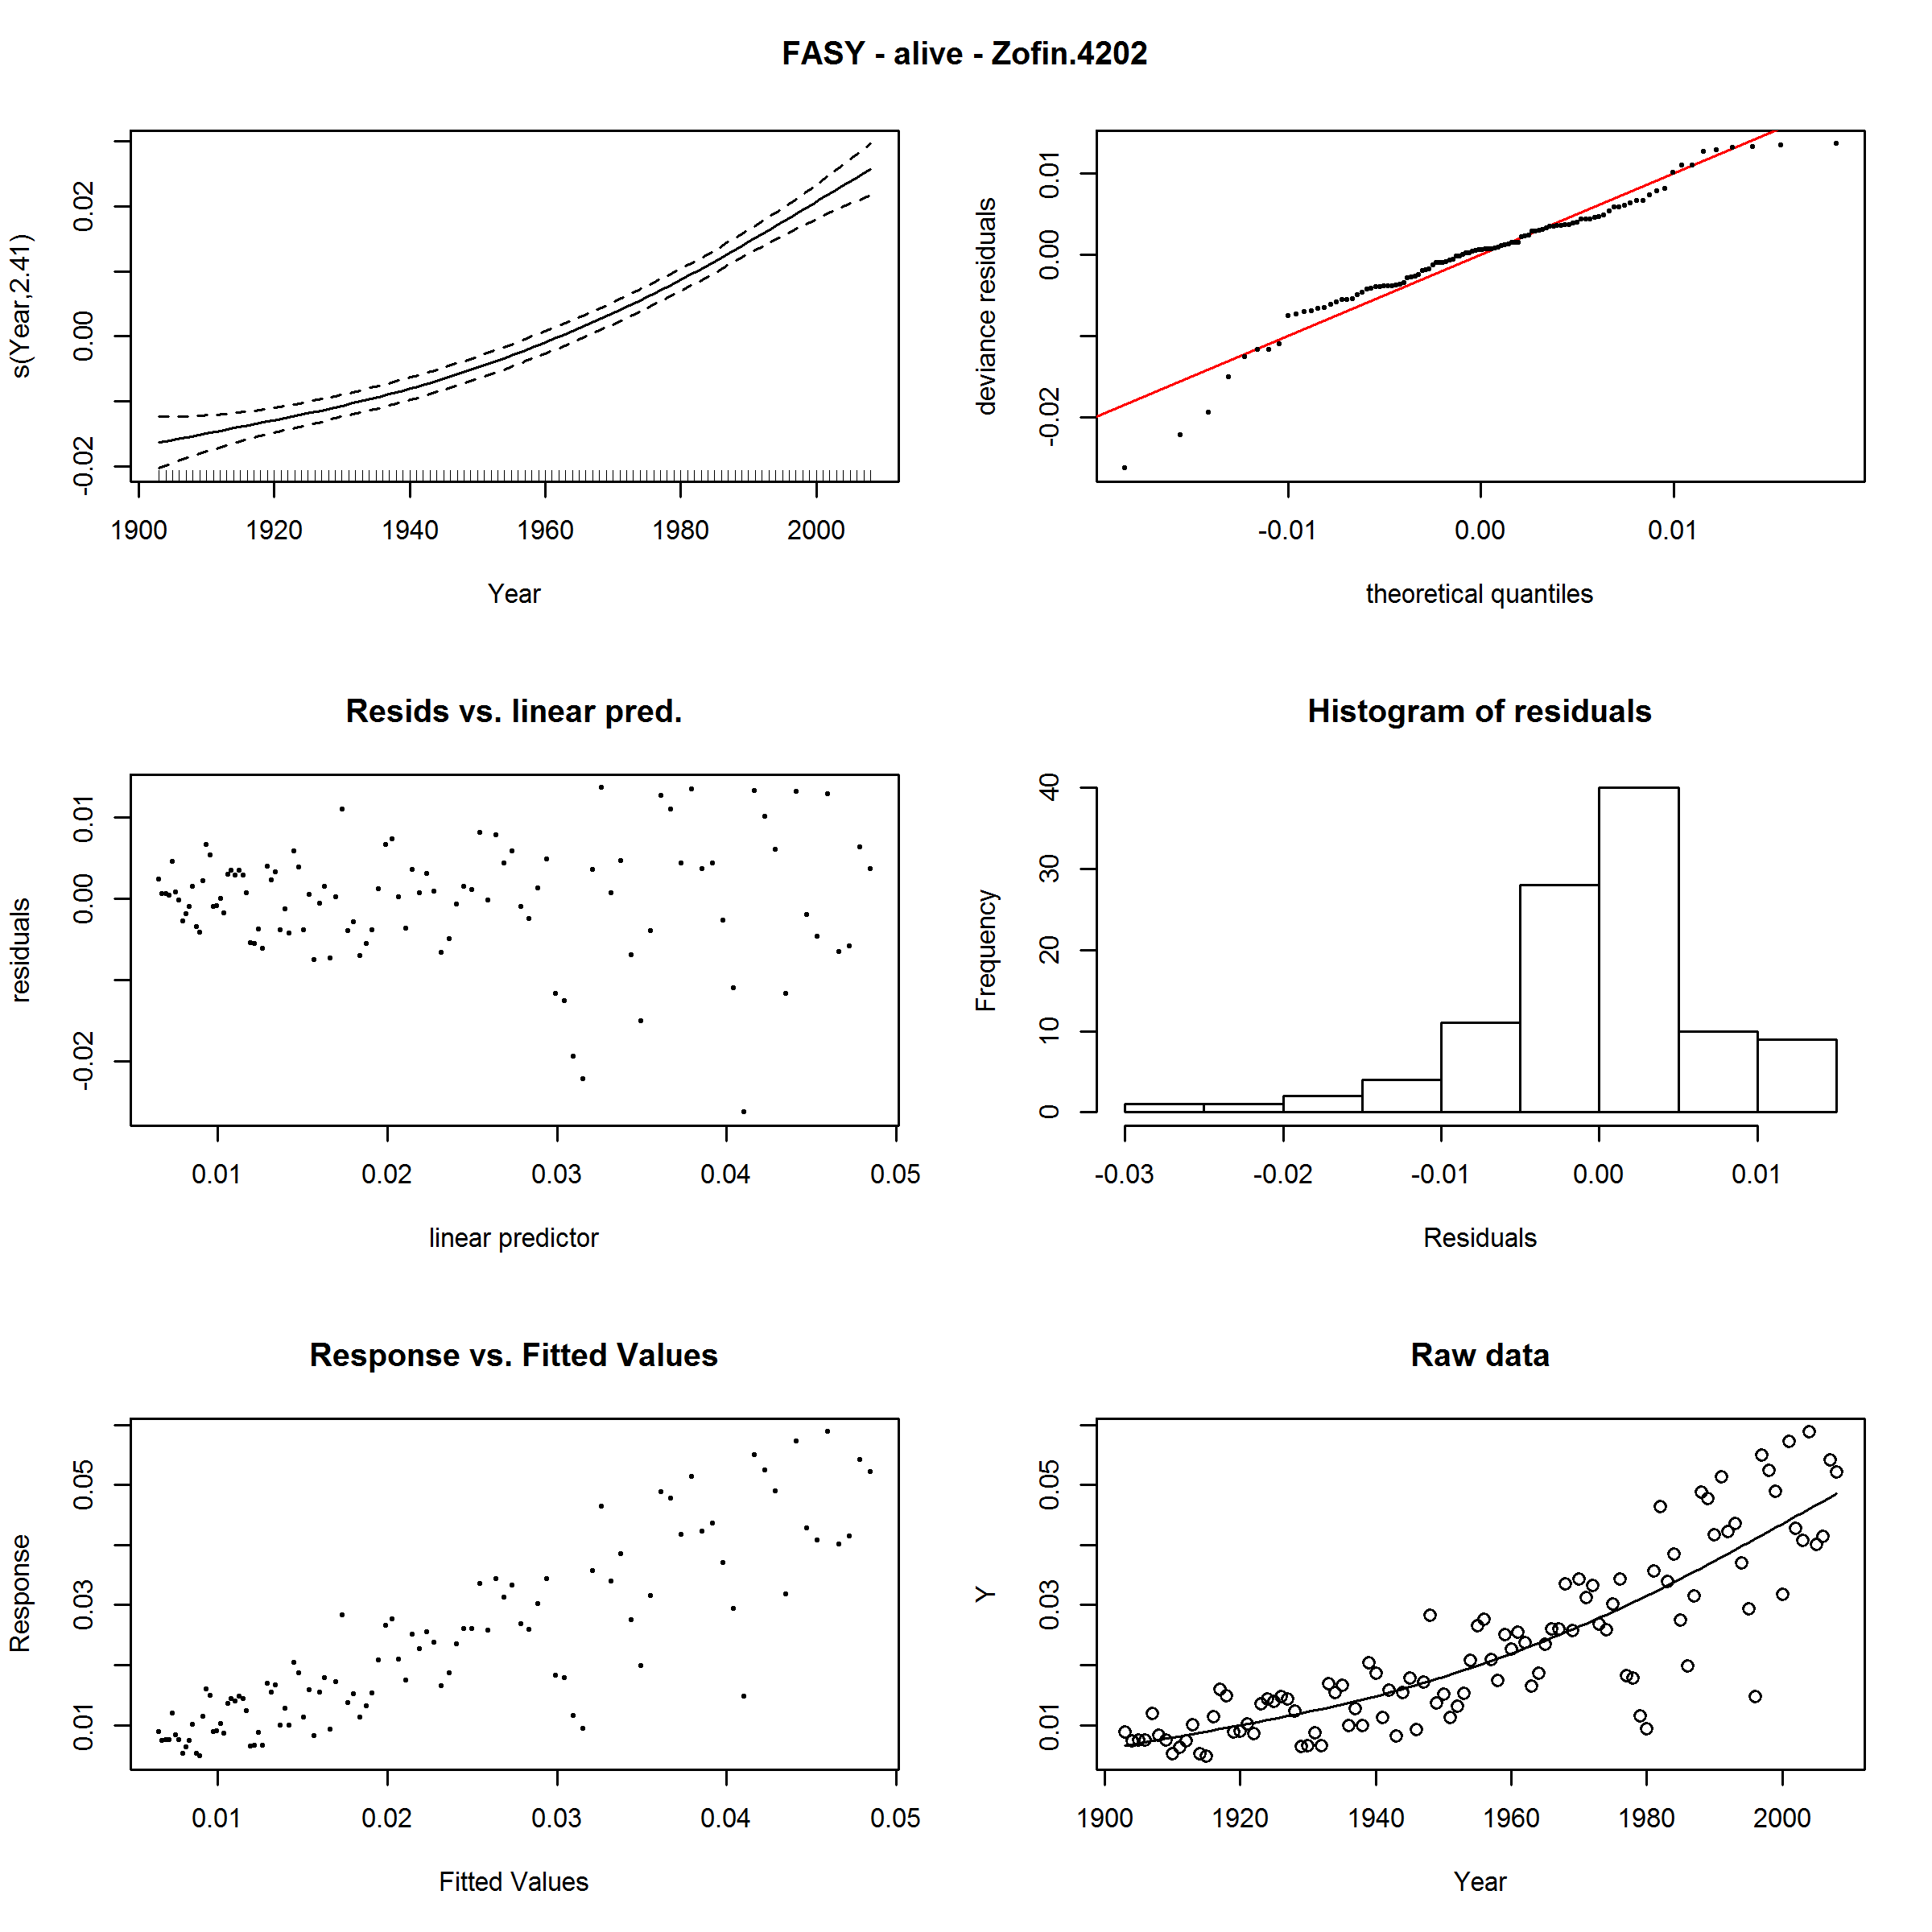 FASY - alive - Zofin.4202
s(Year,2.41)
-0.02 0.00 0.02
1900 1920 1940 1960 1980 2000
Year
deviance residuals
-0.02 0.00 0.01
-0.01 0.00 0.01
theoretical quantiles
Resids vs. linear pred.
residuals
-0.02 0.00 0.01
0.01 0.02 0.03 0.04 0.05
linear predictor
Histogram of residuals
Frequency
0 10 20 30 40
-0.03 -0.02 -0.01 0.00 0.01
Residuals
Response vs. Fitted Values
Response
0.01 0.03 0.05
0.01 0.02 0.03 0.04 0.05
Fitted Values
Raw data
Y
0.01 0.03 0.05
1900 1920 1940 1960 1980 2000
Year